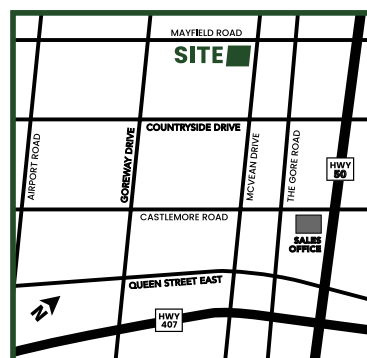 MAYFIELD ROAD
SITE
COUNTRYSIDE DRIVE
AIRPORT ROAD
GOREWAY DRIVE
MCVEAN DRIVE
THE GORE ROAD
HWY
50
CASTLEMORE ROAD
SALES
OFFICE
QUEEN STREET EAST
N
HWY
407